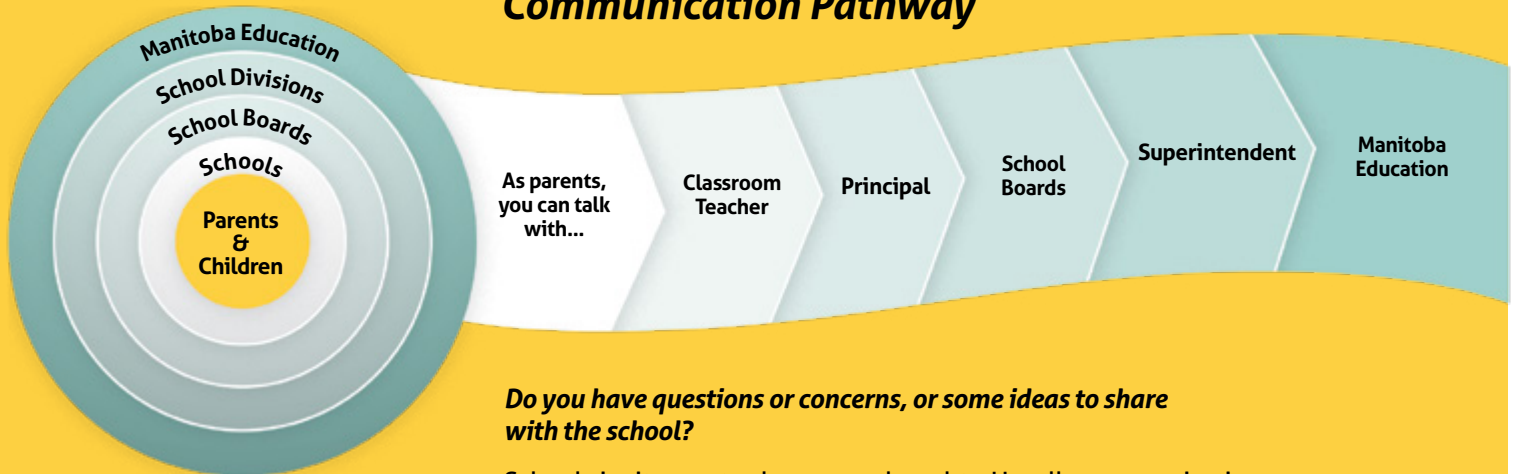 Communication Pathway
Manitoba Education
School Divisions
School Boards
Schools
Parents
&
Children
As parents,
you can talk
with...
Classroom
Teacher
Principal
School
Boards
Superintendent
Manitoba
Education
Do you have questions or concerns, or some ideas to share
with the school?